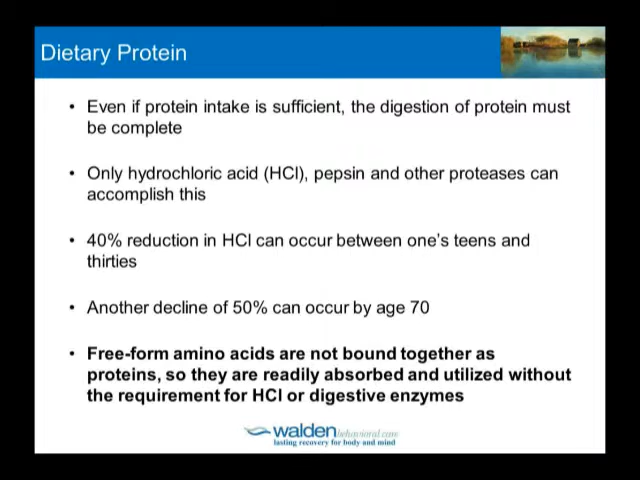 Dietary Protein
• Even if protein intake is sufficient, the digestion of protein must
be complete
• Only hydrochloric acid (HCl), pepsin and other proteases can
accomplish this
• 40% reduction in HCl can occur between one's teens and
thirties
• Another decline of 50% can occur by age 70
• Free-form amino acids are not bound together as
proteins, so they are readily absorbed and utilized without
the requirement for HCl or digestive enzymes
walden behavioral care
lasting recovery for body and mind